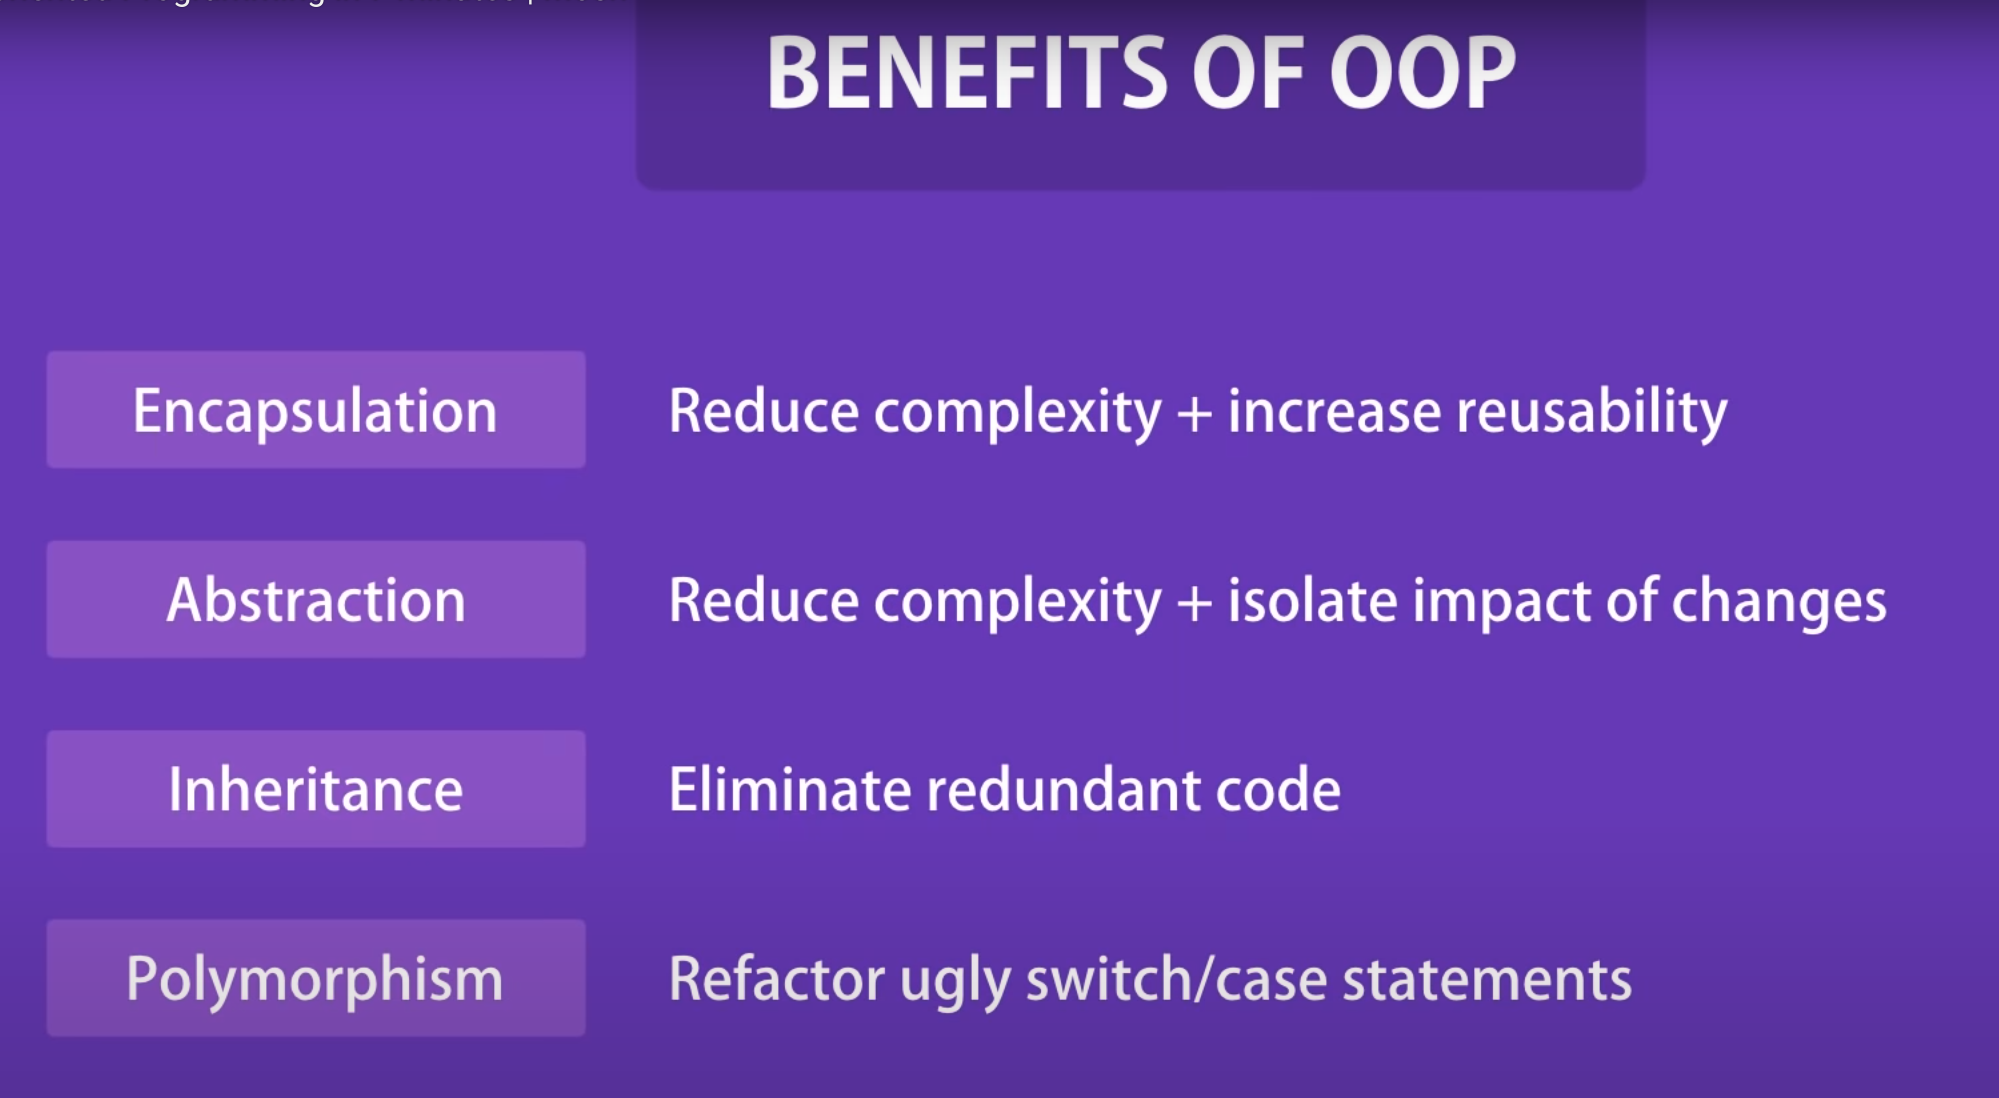 BENEFITS OF OOP
Encapsulation Reduce complexity + increase reusability
Abstraction Reduce complexity + isolate impact of changes
Inheritance Eliminate redundant code
Polymorphism Refactor ugly switch/case statements